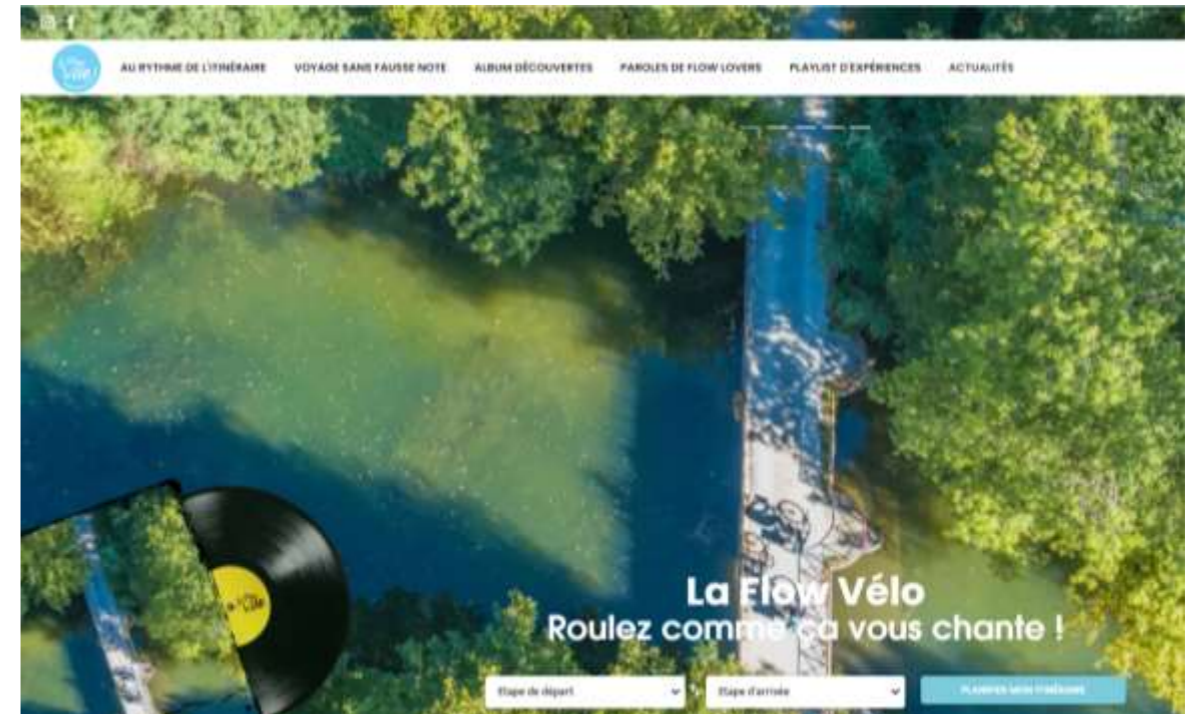 AU RYTHME DE L'ITINÉRAIRE
VOYAGE SANS FAUSSE NOTE
ALBUM DÉCOUVERTES
PAROLES DE FLOW LOVERS
PLAYLIST D'EXPÉRIENCES
ACTUALITÉS
La Flow Vélo
Roulez comme ça vous chante !
Etape de départ
Etape d'arrivée
PLANIFIER MON ITINÉRAIRE